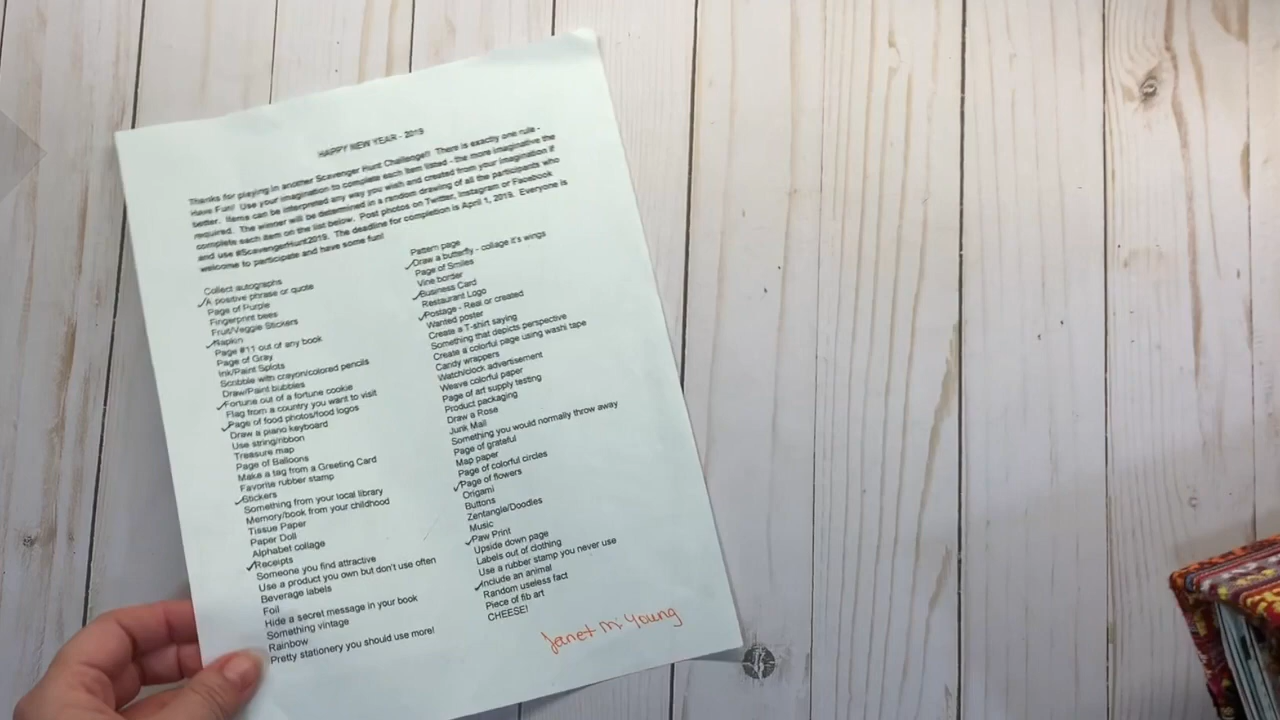 HAPPY NEW YEAR - 2019
Thanks for playing in another Scavenger Hunt Challenge!! There is exactly one rule -
Have Fun! Use your imagination to complete each item listed - the more imaginative the
better. Items can be interpreted any way you wish and created from your imagination if
required. The winner will be determined in a random drawing of all the participants who
complete each item on the list below. Post photos on Twitter, Instagram or Facebook
and use #ScavengerHunt2019. The deadline for completion is April 1, 2019. Everyone is
welcome to participate and have some fun!
Collect autographs
✓A positive phrase or quote
Page of Purple
Fingerprint bees
Fruit/Veggie Stickers
✓Napkin
Page #11 out of any book
Page of Gray
Ink/Paint Splots
Scribble with crayon/colored pencils
Draw/Paint bubbles
✓Fortune out of a fortune cookie
Flag from a country you want to visit
✓Page of food photos/food logos
Draw a piano keyboard
Use string/ribbon
Treasure map
Page of Balloons
Make a tag from a Greeting Card
Favorite rubber stamp
✓Stickers
Something from your local library
Memory/book from your childhood
Tissue Paper
Paper Doll
Alphabet collage
✓Receipts
Someone you find attractive
Use a product you own but don't use often
Beverage labels
Foil
Hide a secret message in your book
Something vintage
Rainbow
Pretty stationery you should use more!
Pattern page
✓Draw a butterfly - collage it's wings
Page of Smiles
Vine border
✓Business Card
Restaurant Logo
✓Postage - Real or created
Wanted poster
Create a T-shirt saying
Something that depicts perspective
Create a colorful page using washi tape
Candy wrappers
Watch/clock advertisement
Weave colorful paper
Page of art supply testing
Product packaging
Draw a Rose
Junk Mail
Something you would normally throw away
Page of grateful
Map paper
Page of colorful circles
✓Page of flowers
Origami
Buttons
Zentangle/Doodles
Music
✓Paw Print
Upside down page
Labels out of clothing
Use a rubber stamp you never use
✓Include an animal
Random useless fact
Piece of fib art
CHEESE!
Janet M. Young